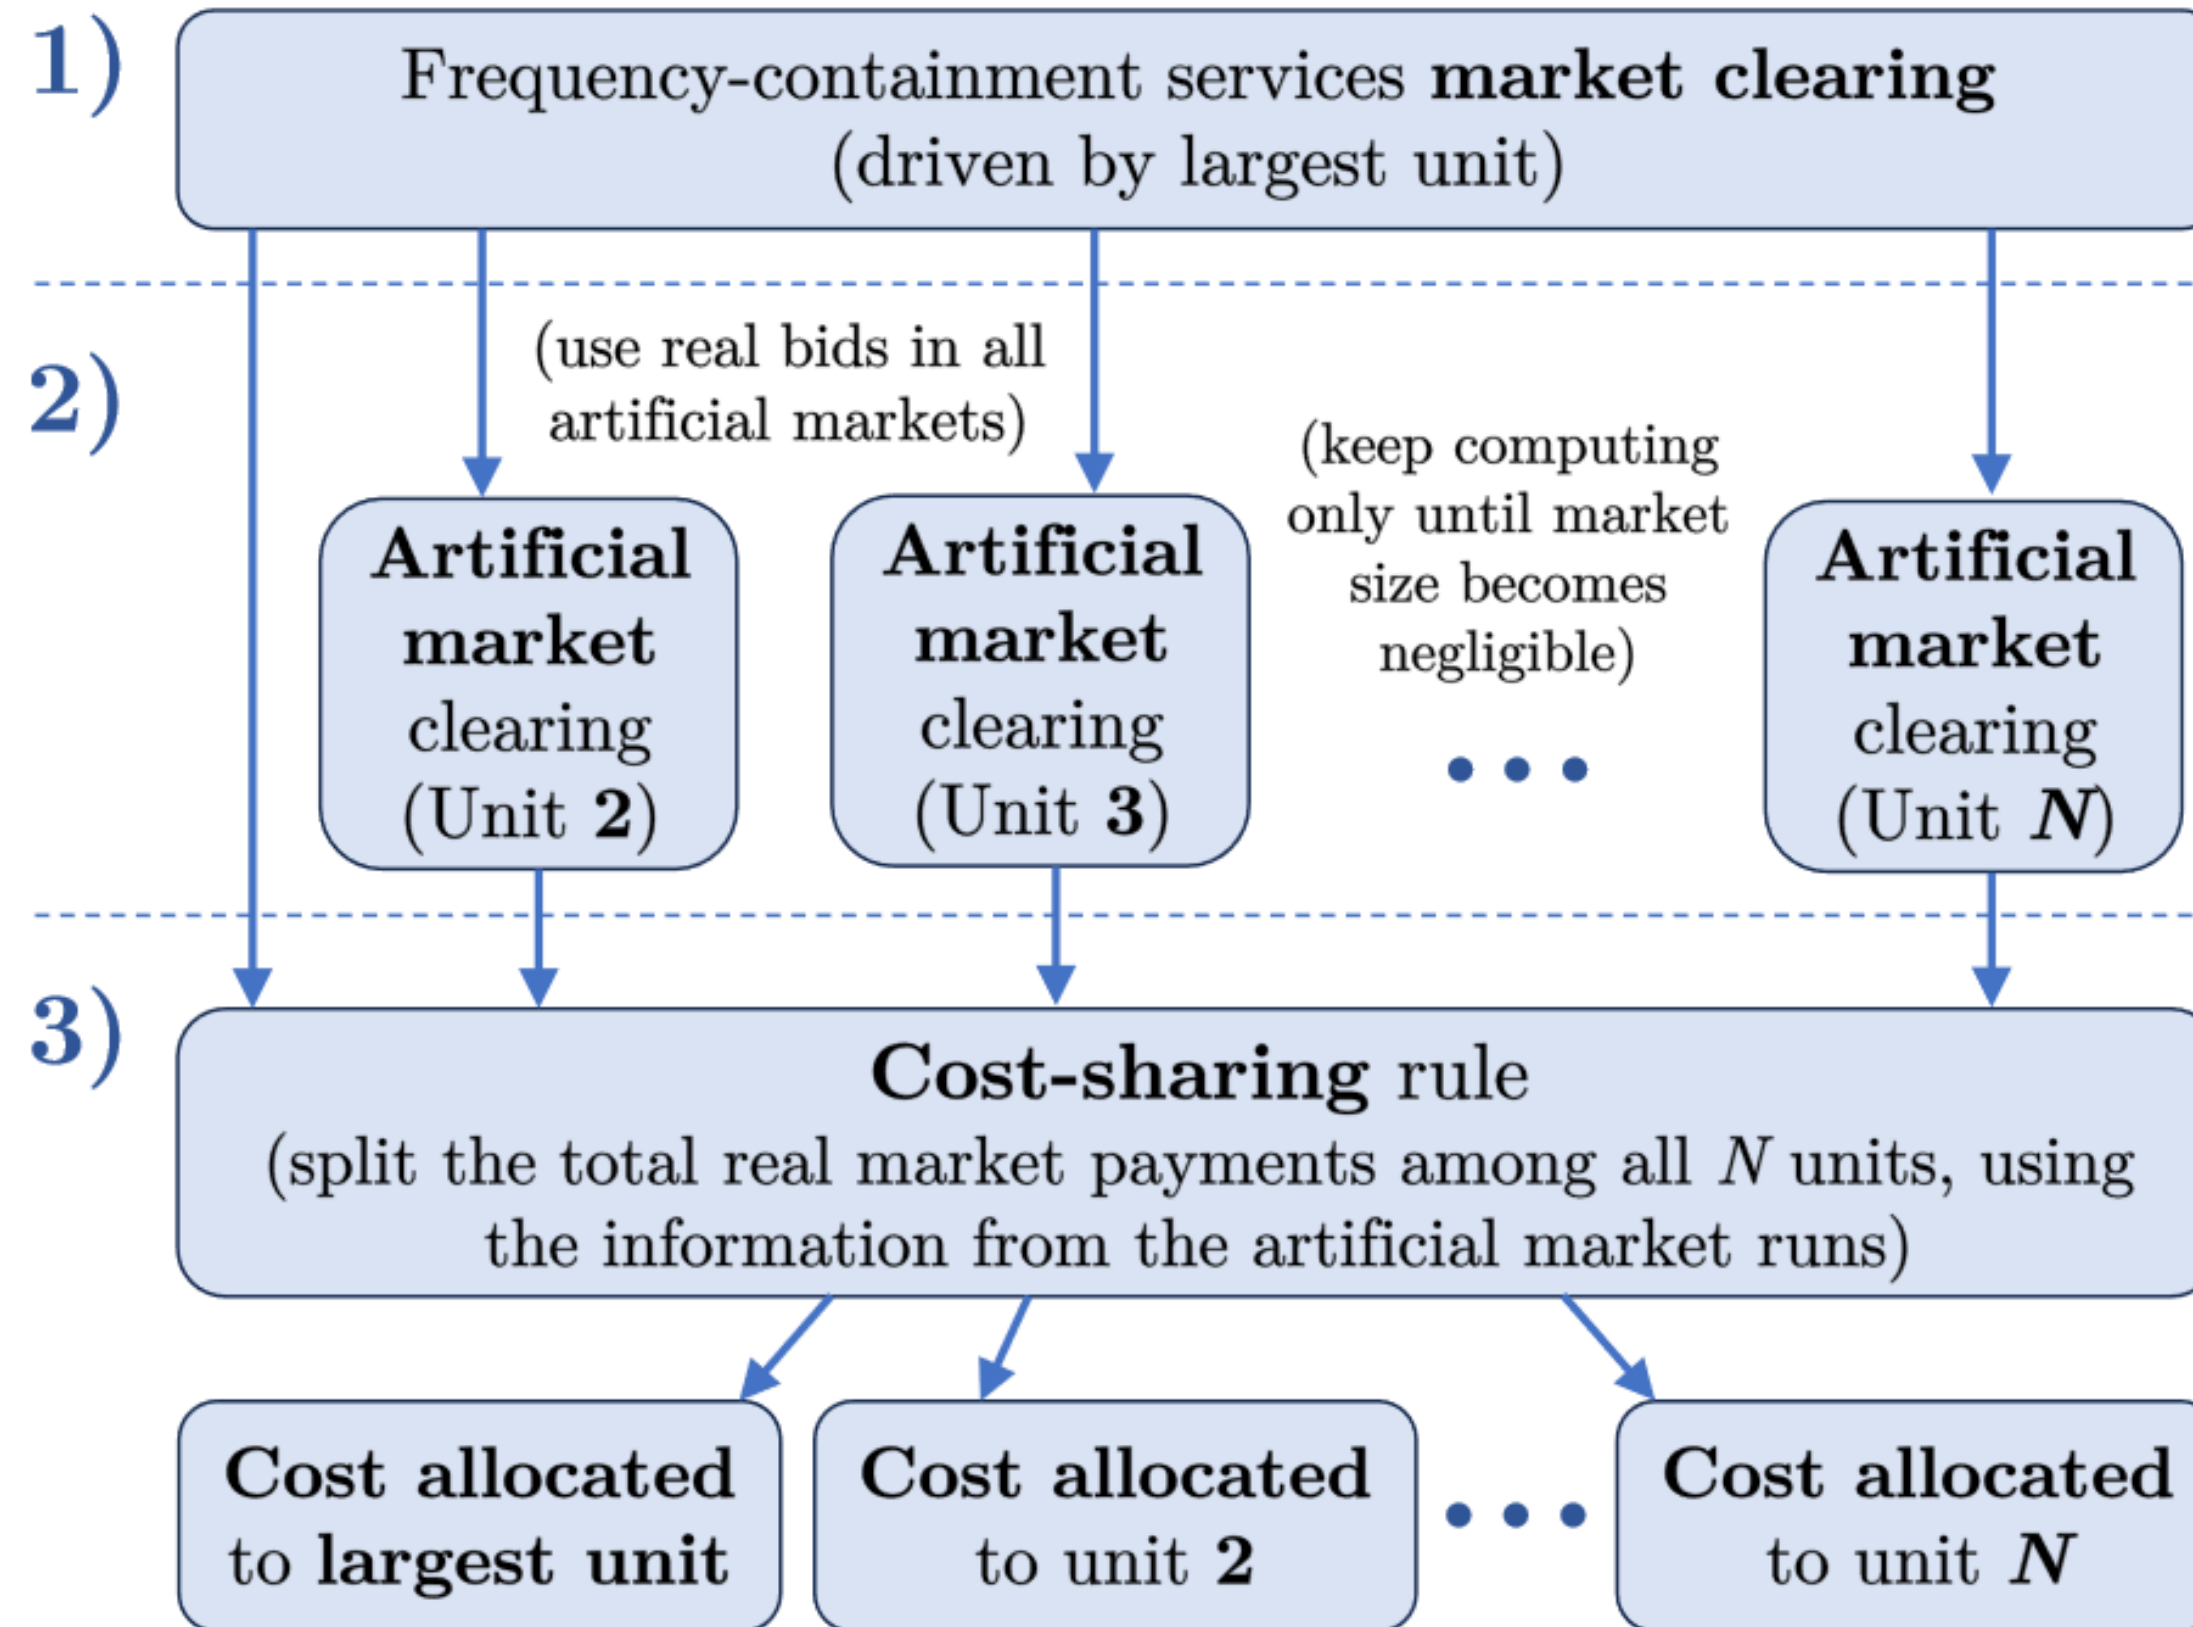 1)
Frequency-containment services market clearing
(driven by largest unit)
2)
(use real bids in all
artificial markets)
(keep computing
only until market
size becomes
negligible)
Artificial
market
clearing
(Unit 2)
Artificial
market
clearing
(Unit 3)
Artificial
market
clearing
(Unit N)
3)
Cost-sharing rule
(split the total real market payments among all N units, using
the information from the artificial market runs)
Cost allocated
to largest unit
Cost allocated
to unit 2
Cost allocated
to unit N